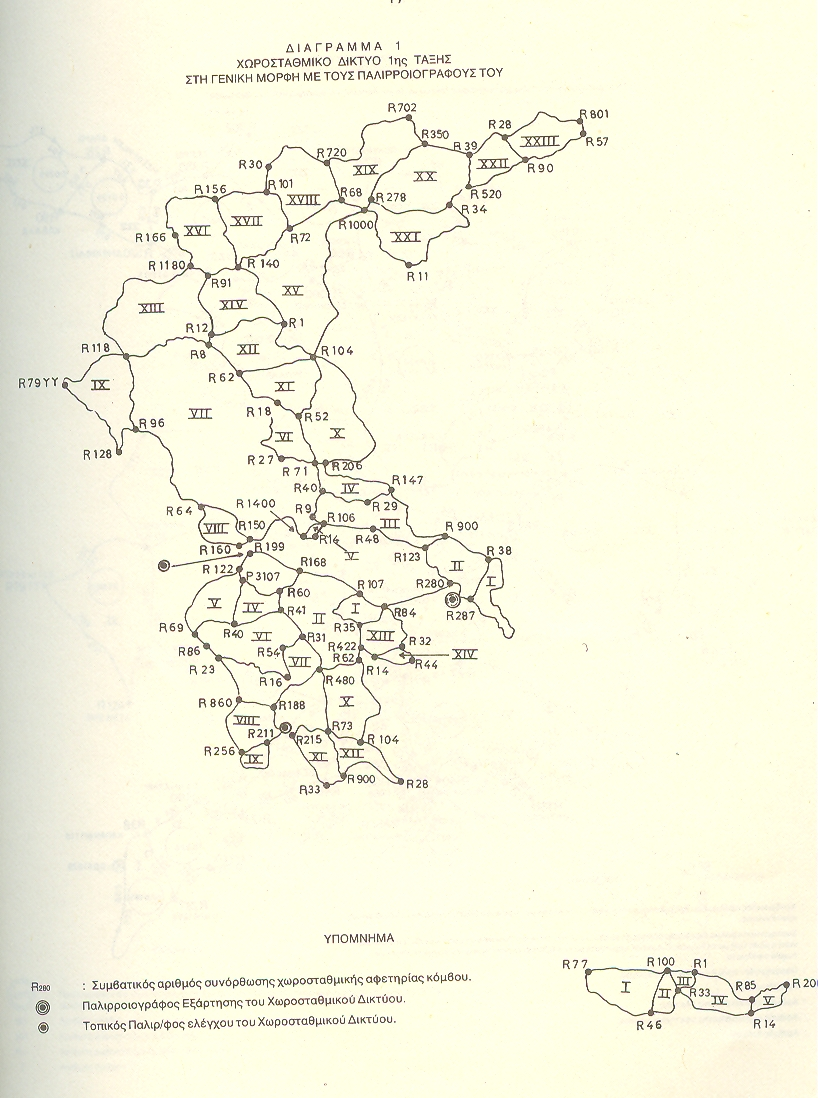 ΔΙΑΓΡΑΜΜΑ 1
ΧΩΡΟΣΤΑΘΜΙΚΟ ΔΙΚΤΥΟ 1ης ΤΑΞΗΣ
ΣΤΗ ΓΕΝΙΚΗ ΜΟΡΦΗ ΜΕ ΤΟΥΣ ΠΑΛΙΡΡΟΙΟΓΡΑΦΟΥΣ ΤΟΥ
R702
R801
R28
R350
XXIII
R57
R39
R720
XIX
XXII
R90
R30
XX
R101
R156
XVIII
R68
R278
R520
R34
XVII
R1000
XVI
R72
XXI
R166
R1180
R140
R11
R91
XV
XIV
XIII
R12
R1
R118
R8
XII
R104
R79YY
IX
R62
XI
VII
R18
R52
R96
VI
X
R128
R27
R71
R206
R147
R40
IV
R64
R1400
R9
R29
R106
III
VIII
R150
R14
R48
R900
R160
R199
V
R123
R38
II
I
R122
P3107
R168
R280
R60
R107
V
IV
I
R84
R287
R41
II
R69
R40
R35
VI
R31
XIII
R32
R86
R54
R422
R62
XIV
R23
VII
R14
R44
R16
R480
R860
R188
X
VIII
R73
R211
R215
R104
R256
IX
XI
XII
R900
R33
R28
ΥΠΟΜΝΗΜΑ
R280 : Συμβατικός αριθμός συνόρθωσης χωροσταθμικής αφετηρίας κόμβου.
Παλιρροιογράφος Εξάρτησης του Χωροσταθμικού Δικτύου.
Τοπικός Παλιρ/φος ελέγχου του Χωροσταθμικού Δικτύου.
R77
R100
R1
III
R85
I
II
R33
IV
V
R46
R14